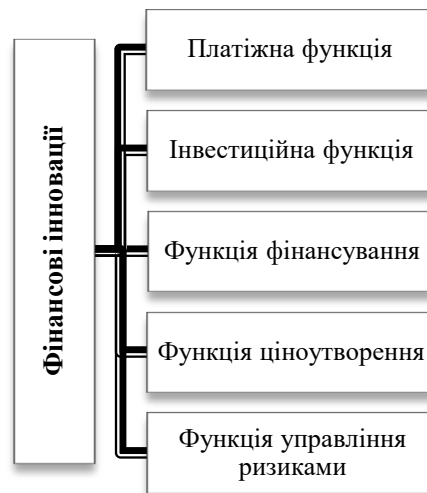 Фінансові інновації
Платіжна функція
Інвестиційна функція
Функція фінансування
Функція ціноутворення
Функція управління
ризиками